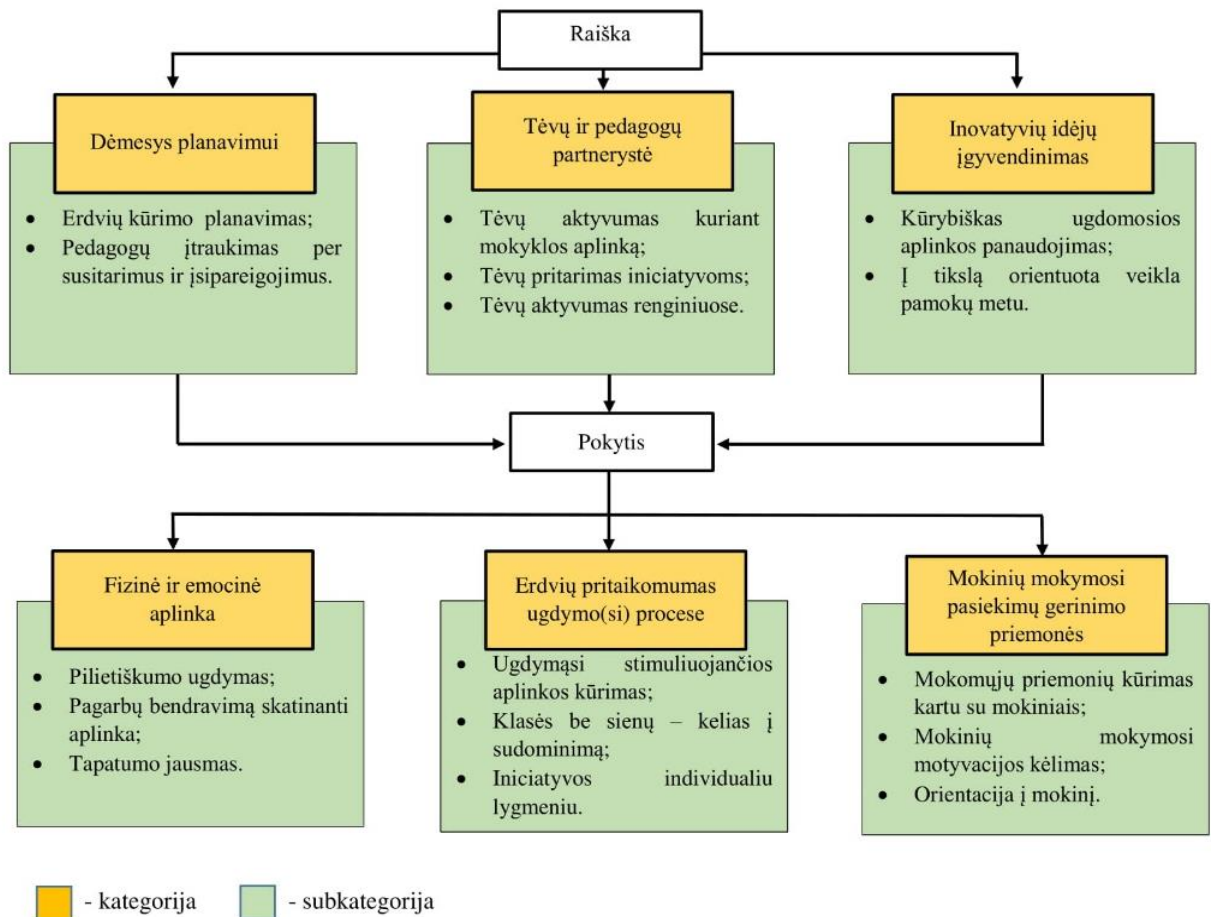 Raiška
Dėmesys planavimui
• Erdvių kūrimo planavimas;
• Pedagogų įtraukimas per
susitarimus ir įsipareigojimus.
Tėvų ir pedagogų
partnerystė
• Tėvų aktyvumas kuriant
mokyklos aplinką;
• Tėvų pritarimas iniciatyvoms;
• Tėvų aktyvumas renginiuose.
Inovatyvių idėjų
įgyvendinimas
• Kūrybiškas ugdomosios
aplinkos panaudojimas;
• Į tikslą orientuota veikla
pamokų metu.
Pokytis
Fizinė ir emocinė
aplinka
• Pilietiškumo ugdymas;
• Pagarbų bendravimą skatinanti
aplinka;
• Tapatumo jausmas.
Erdvių pritaikomumas
ugdymo(si) procese
• Ugdymąsi stimuliuojančios
aplinkos kūrimas;
• Klasės be sienų – kelias į
sudominimą;
• Iniciatyvos individualiu
lygmeniu.
Mokinių mokymosi
pasiekimų gerinimo
priemonės
• Mokomųjų priemonių kūrimas
kartu su mokiniais;
• Mokinių mokymosi
motyvacijos kėlimas;
• Orientacija į mokinį.
- kategorija
- subkategorija